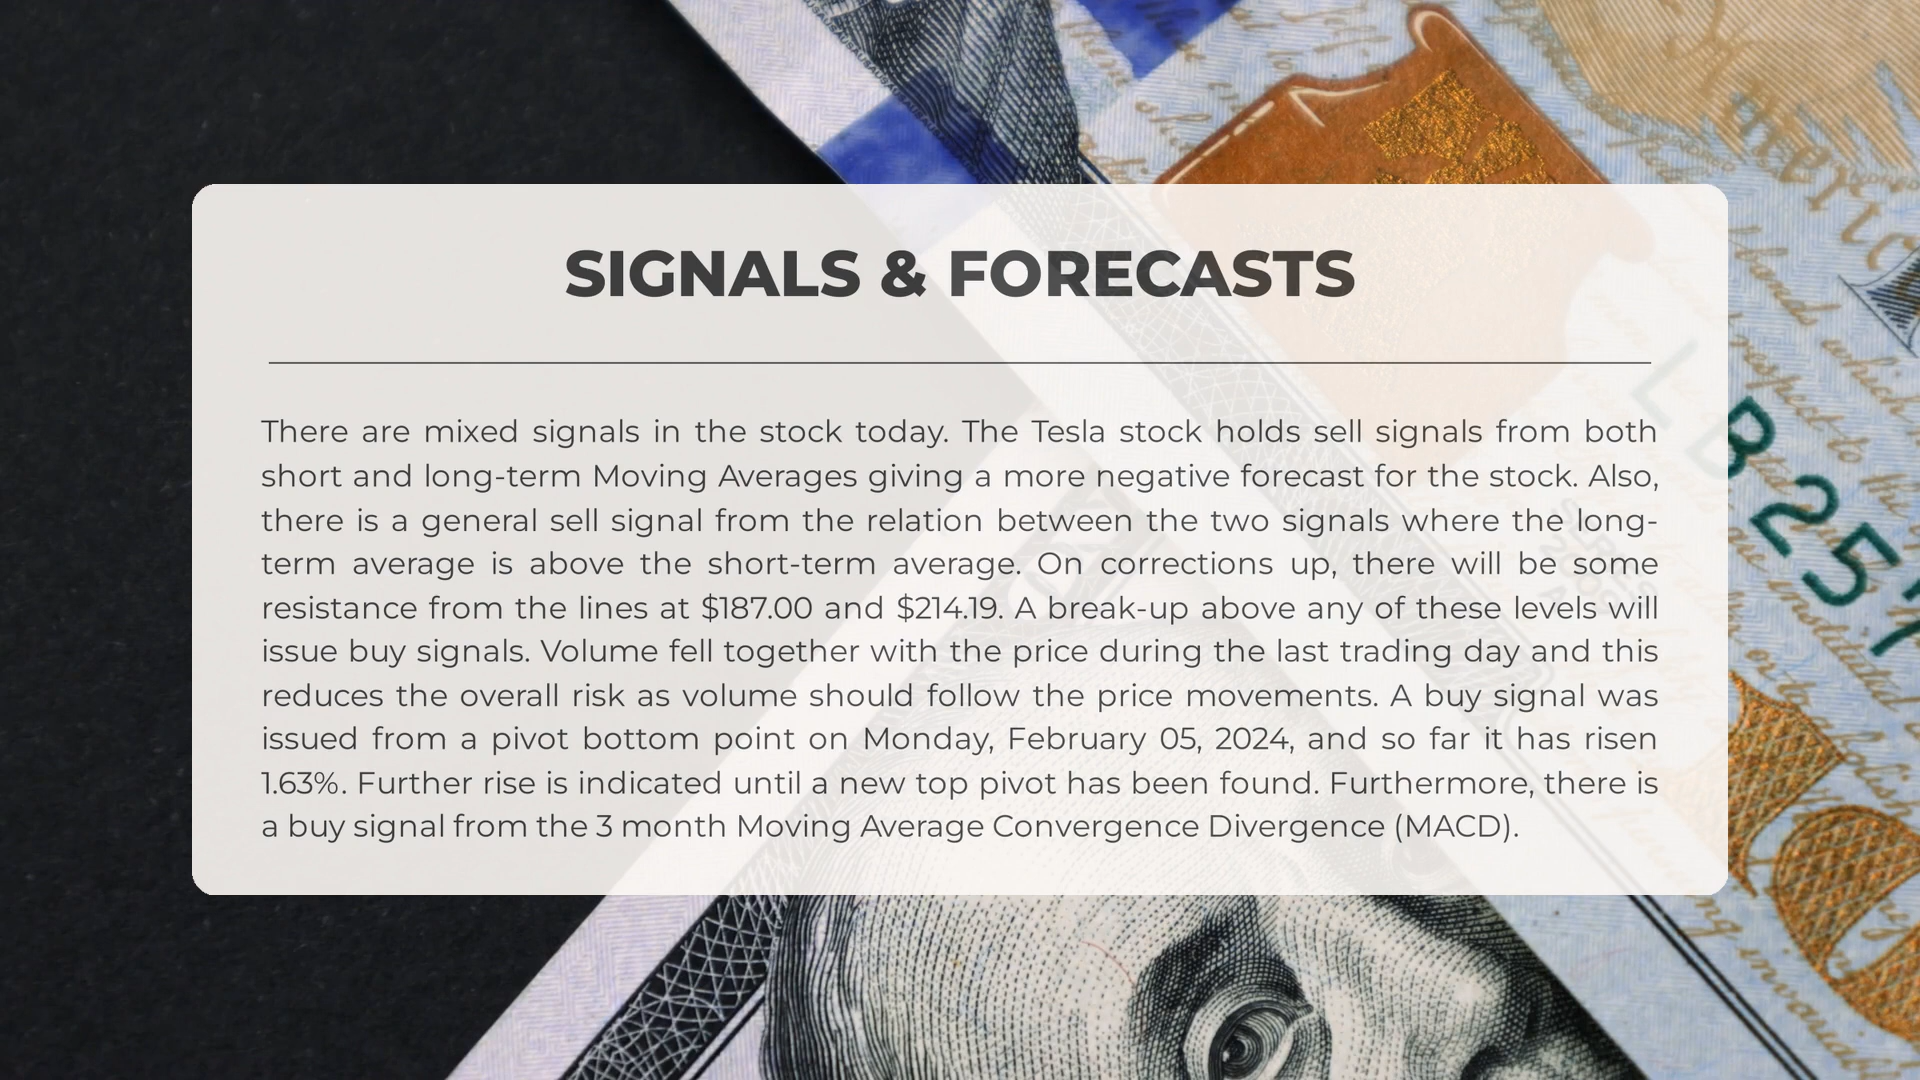 SIGNALS & FORECASTS
There are mixed signals in the stock today. The Tesla stock holds sell signals from both
short and long-term Moving Averages giving a more negative forecast for the stock. Also,
there is a general sell signal from the relation between the two signals where the long-
term average is above the short-term average. On corrections up, there will be some
resistance from the lines at $187.00 and $214.19. A break-up above any of these levels will
issue buy signals. Volume fell together with the price during the last trading day and this
reduces the overall risk as volume should follow the price movements. A buy signal was
issued from a pivot bottom point on Monday, February 05, 2024, and so far it has risen
1.63%. Further rise is indicated until a new top pivot has been found. Furthermore, there is
a buy signal from the 3 month Moving Average Convergence Divergence (MACD).
LB257